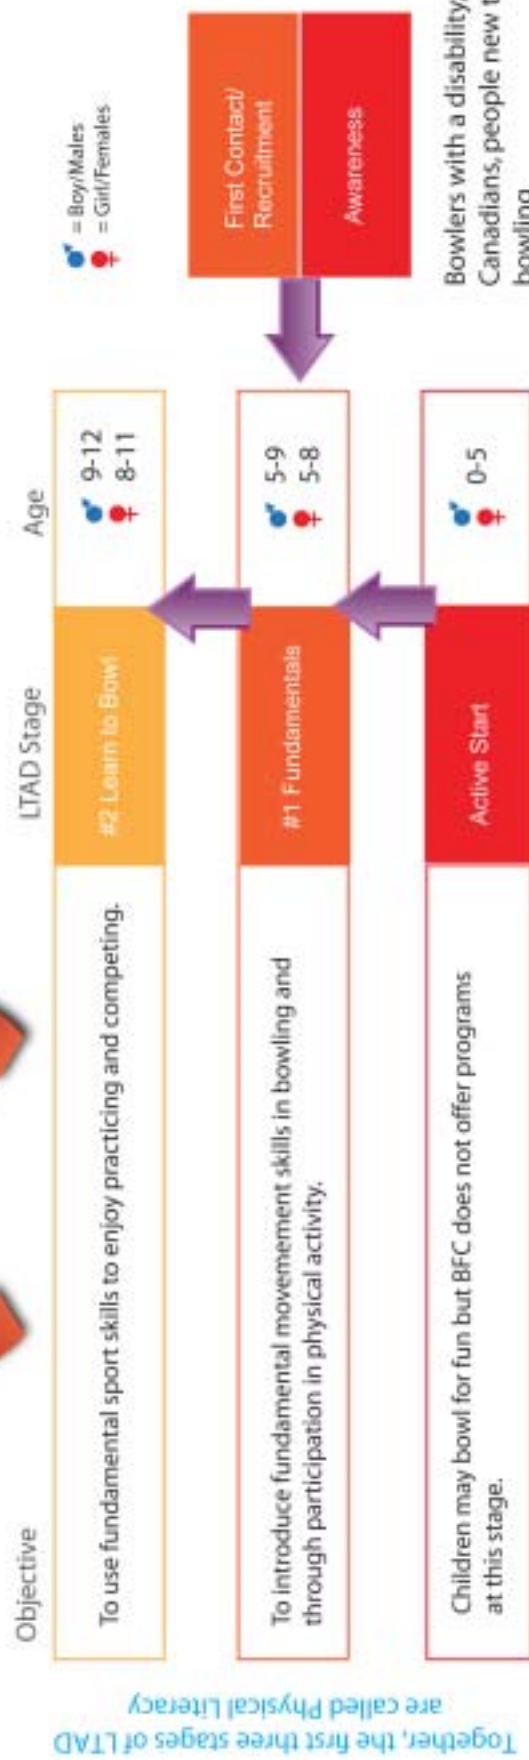 Objective
LTAD Stage
Age
To use fundamental sport skills to enjoy practicing and competing.
#2 Learn to Bowl
9-12
8-11
= Boy/Males
= Girl/Females
To introduce fundamental movemement skills in bowling and
through participation in physical activity.
#1 Fundamentals
5-9
5-8
First Contact/
Recruitment
Awareness
Children may bowl for fun but BFC does not offer programs
at this stage.
Active Start
0-5
Bowlers with a disability,
Canadians, people new t
bowling
Together, the first three stages of LTAD
are called Physical Literacy